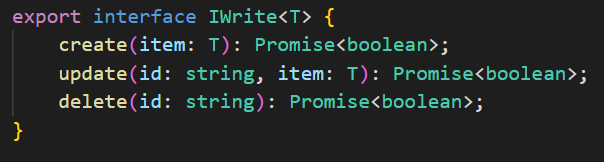 export interface IWrite<T> {
    create(item: T): Promise<boolean>;
    update(id: string, item: T): Promise<boolean>;
    delete(id: string): Promise<boolean>;
}